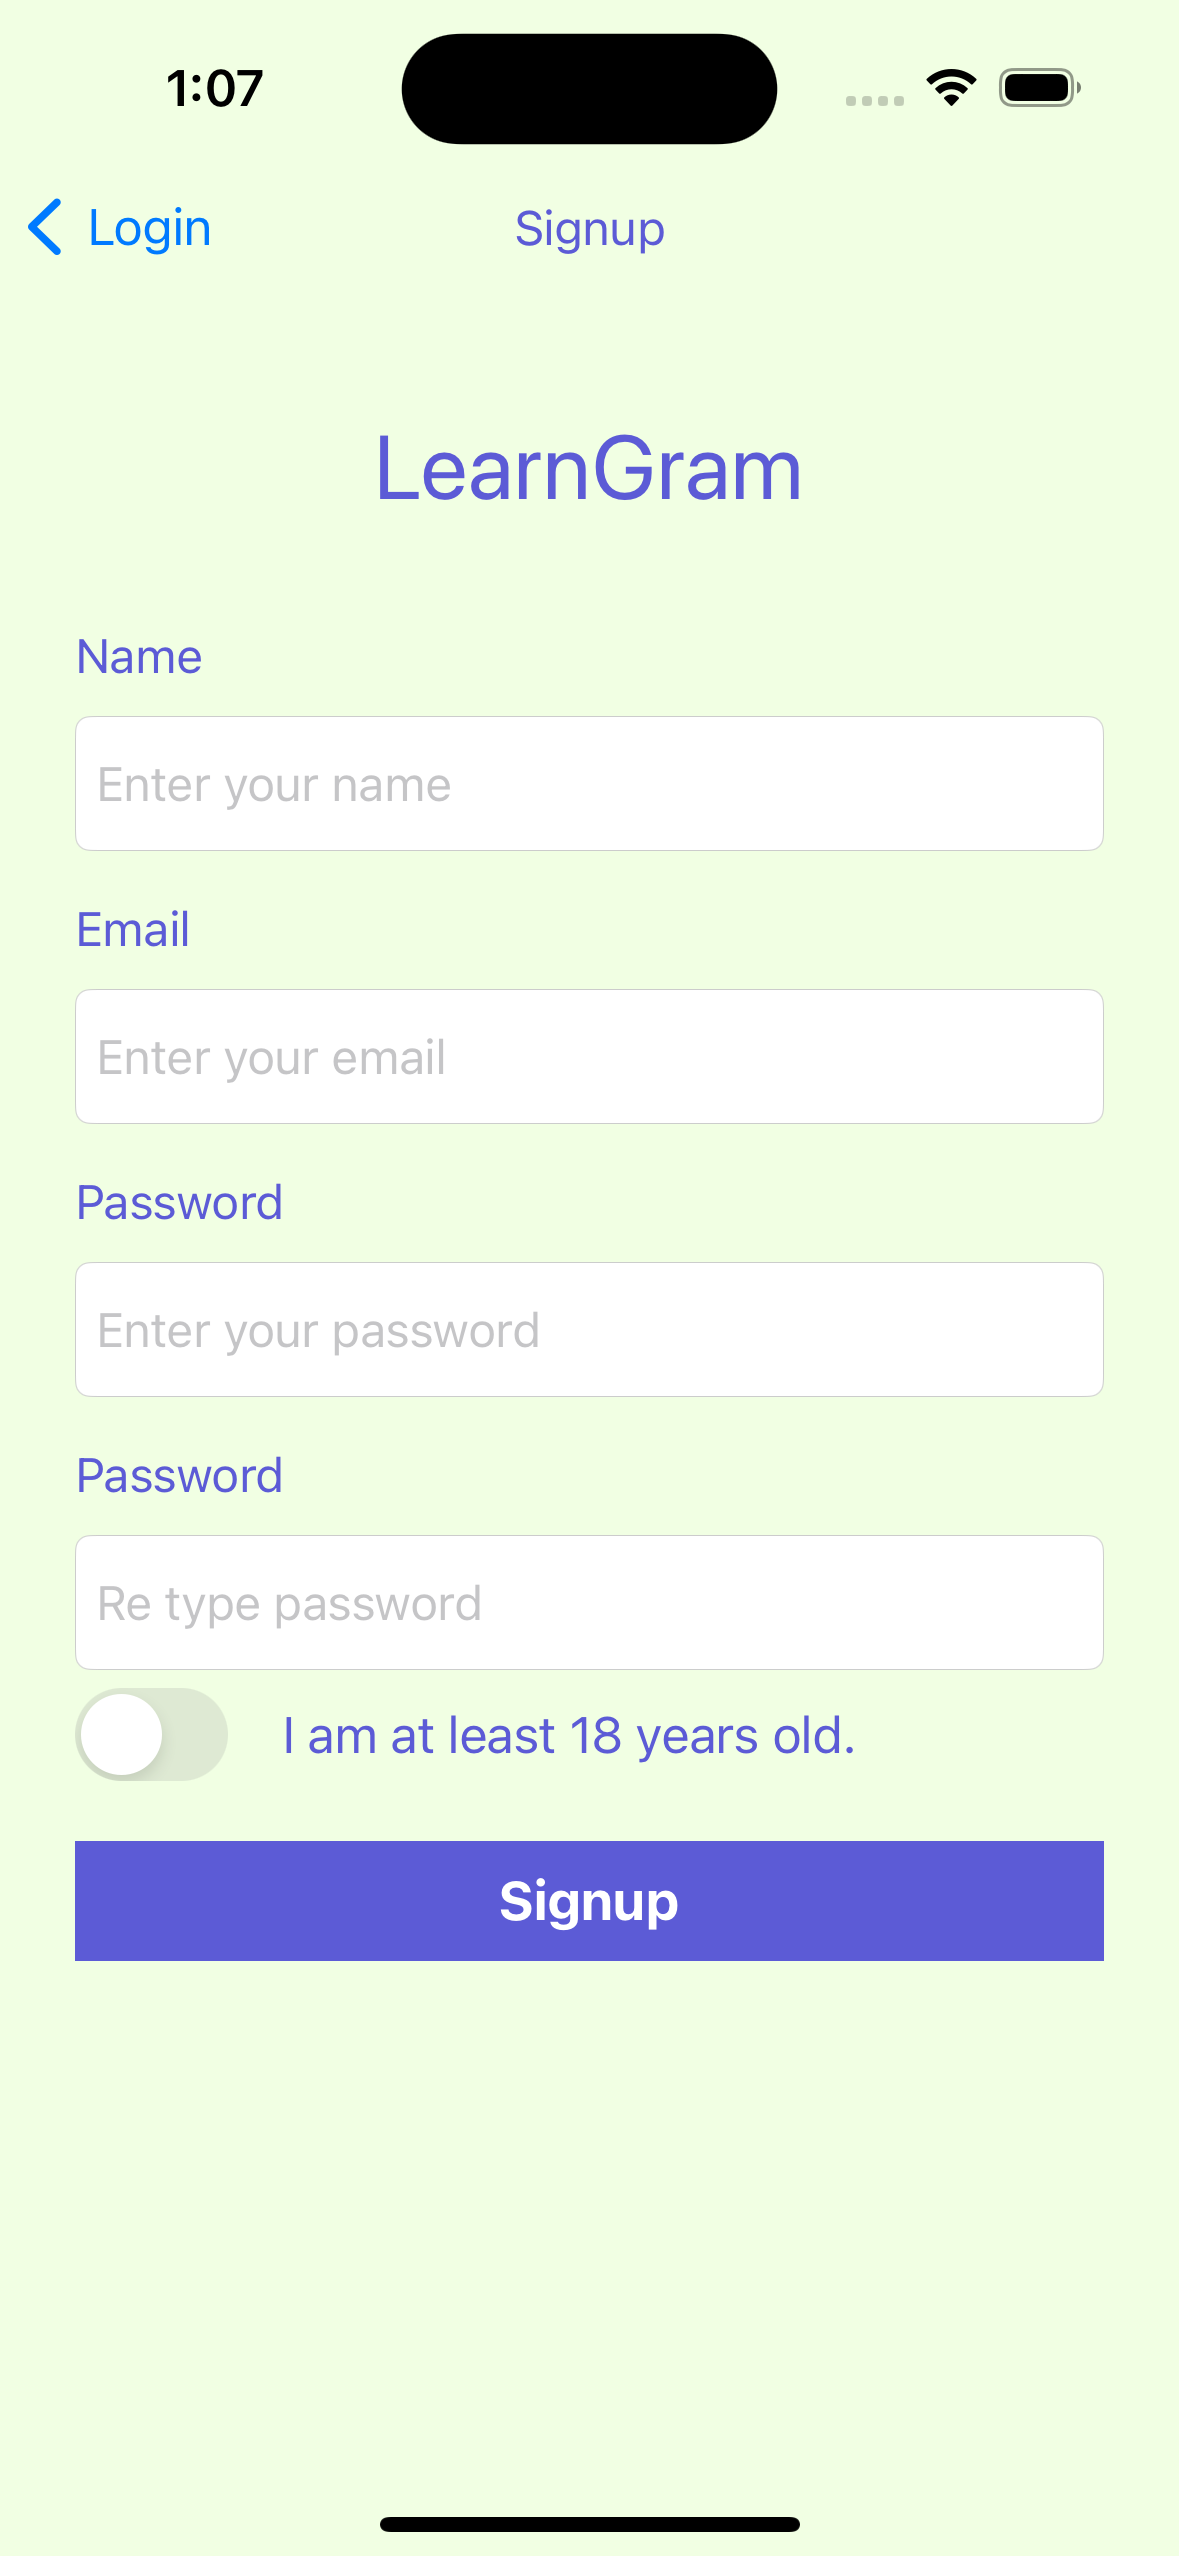 1:07
Login
Signup
LearnGram
Name
Enter your name
Email
Enter your email
Password
Enter your password
Password
Re type password
I am at least 18 years old.
Signup